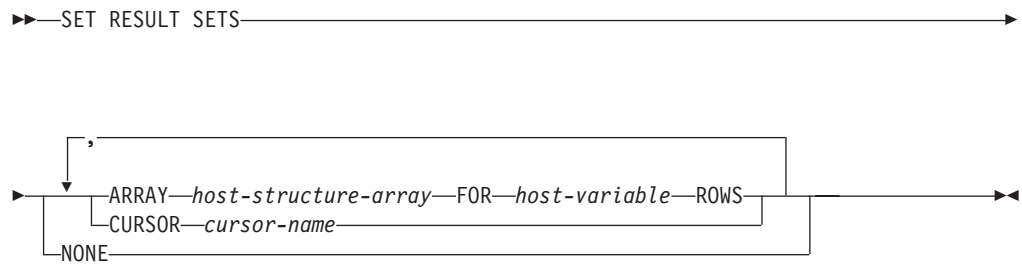 SET RESULT SETS
,
ARRAY host-structure-array FOR host-variable ROWS
CURSOR cursor-name
NONE